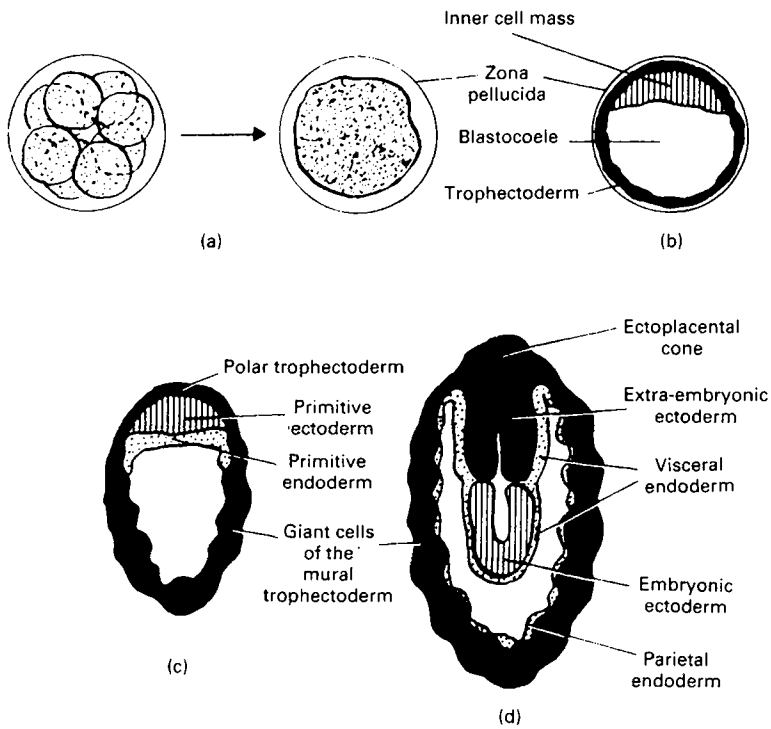 Inner cell mass
Zona
pellucida
Blastocoele
Trophectoderm
(a)
(b)
Polar trophectoderm
Primitive
ectoderm
Primitive
endoderm
Giant cells
of the
mural
trophectoderm
(c)
Ectoplacental
cone
Extra-embryonic
ectoderm
Visceral
endoderm
Embryonic
ectoderm
Parietal
endoderm
(d)